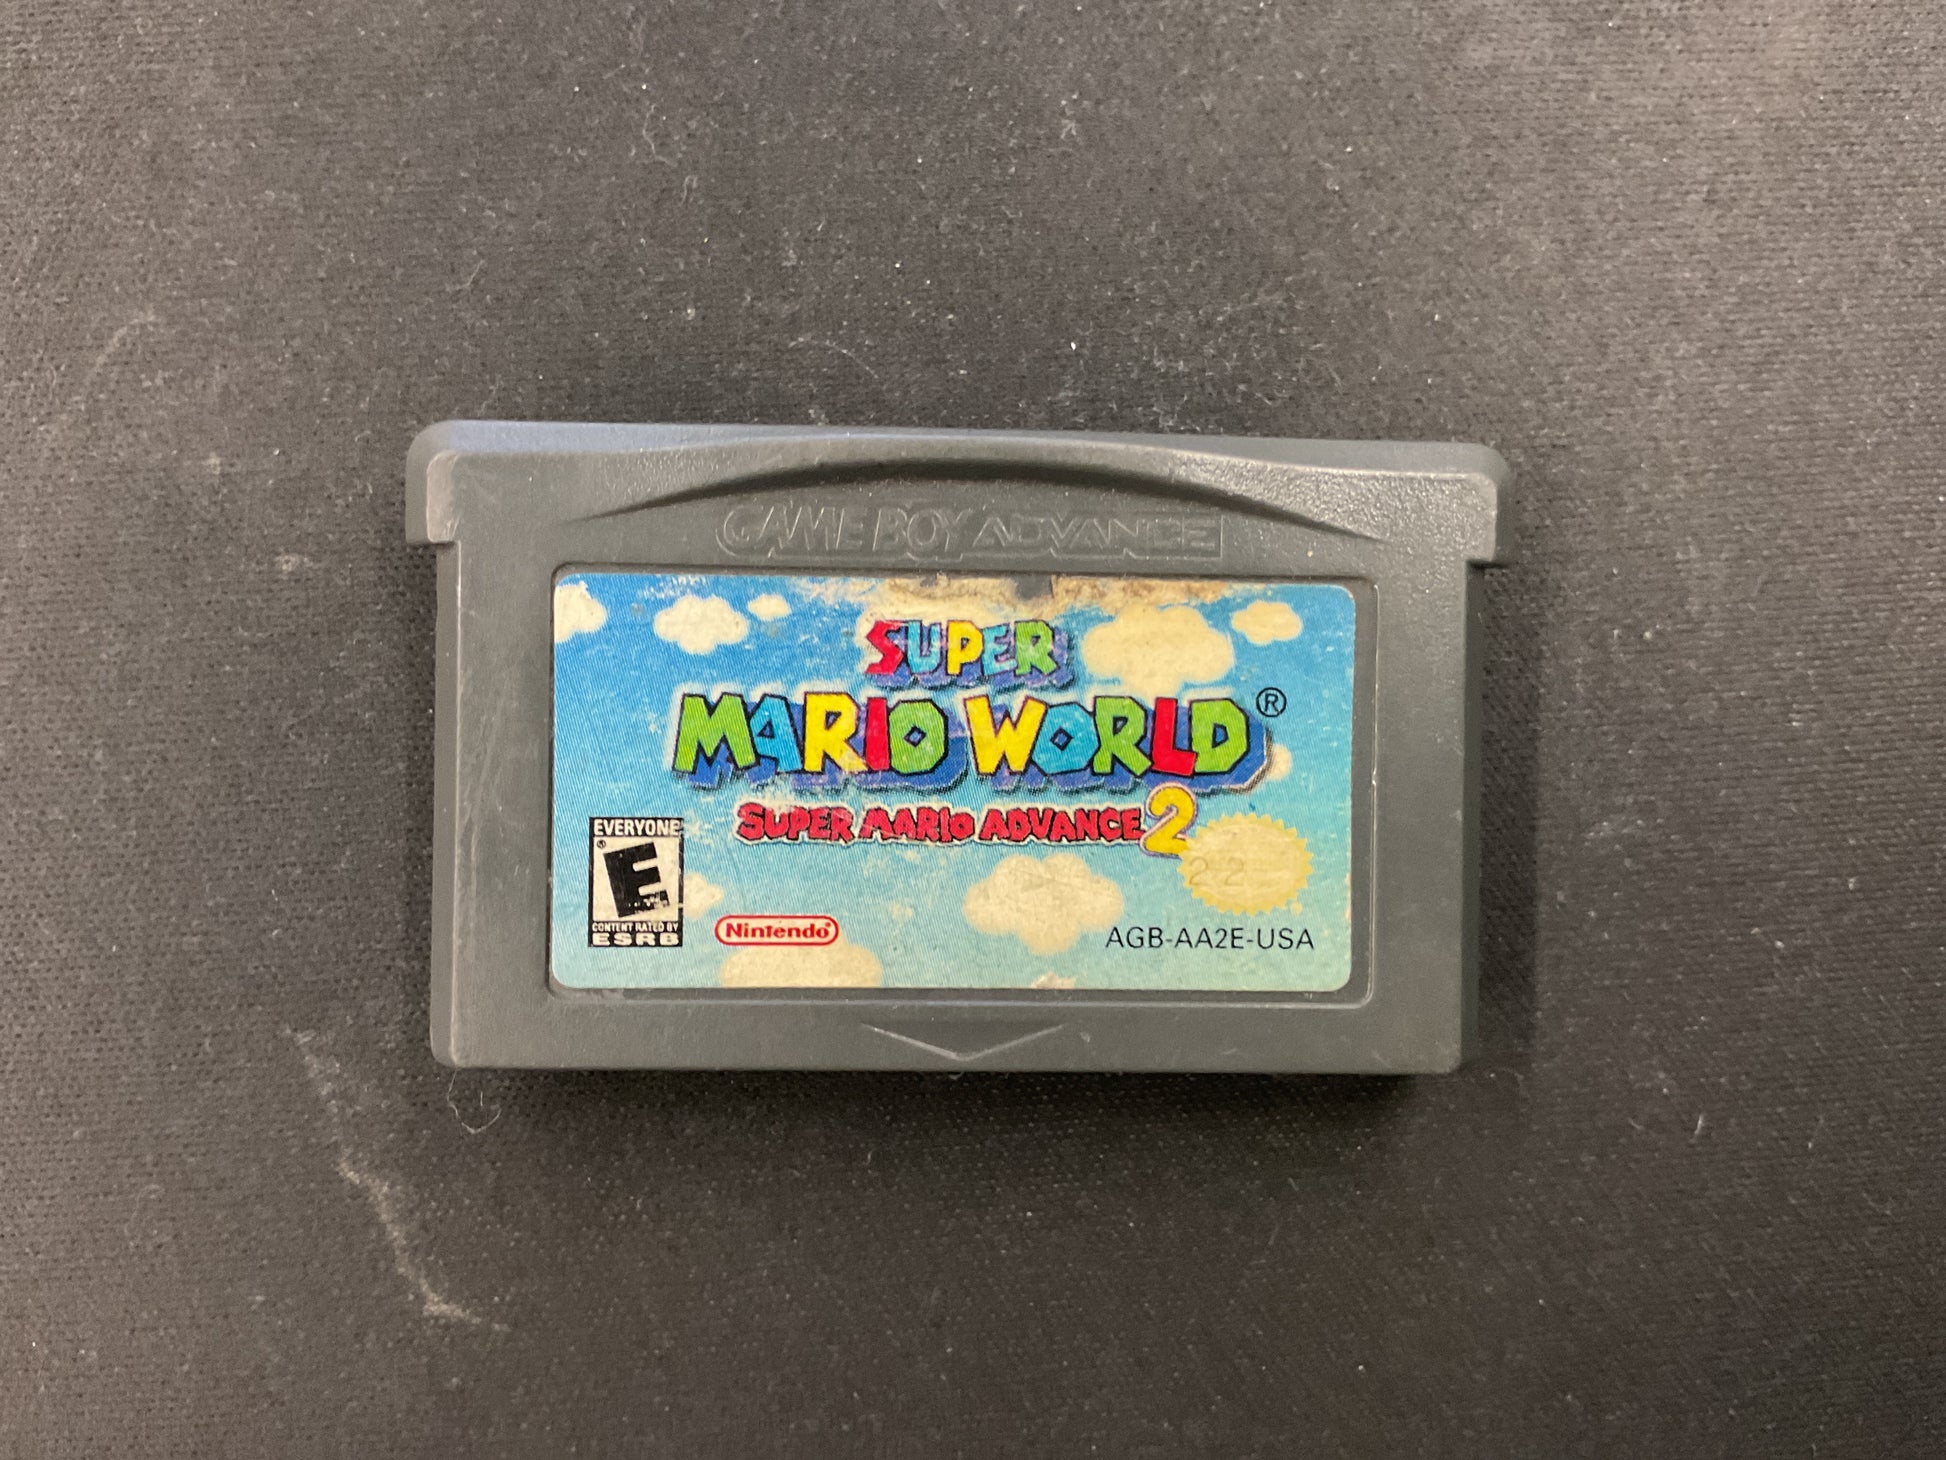 GAME BOY ADVANCE
SUPER
MARIO WORLD®
SUPER MARIO ADVANCE 2
EVERYONE
E
CONTENT RATED BY
ESRB
Nintendo®
22
AGB-AA2E-USA